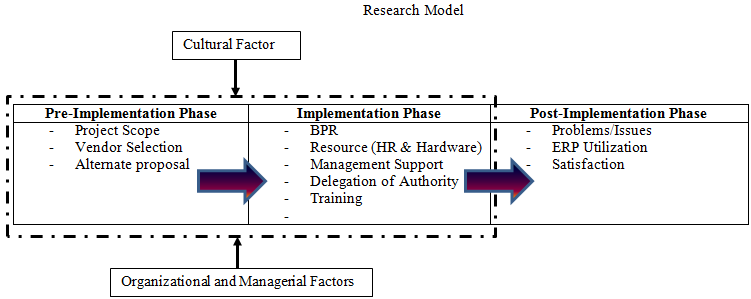 Research Model
Cultural Factor
Pre-Implementation Phase
- Project Scope
- Vendor Selection
- Alternate proposal
Implementation Phase
- BPR
- Resource (HR & Hardware)
- Management Support
- Delegation of Authority
- Training
-
Post-Implementation Phase
- Problems/Issues
- ERP Utilization
- Satisfaction
Organizational and Managerial Factors